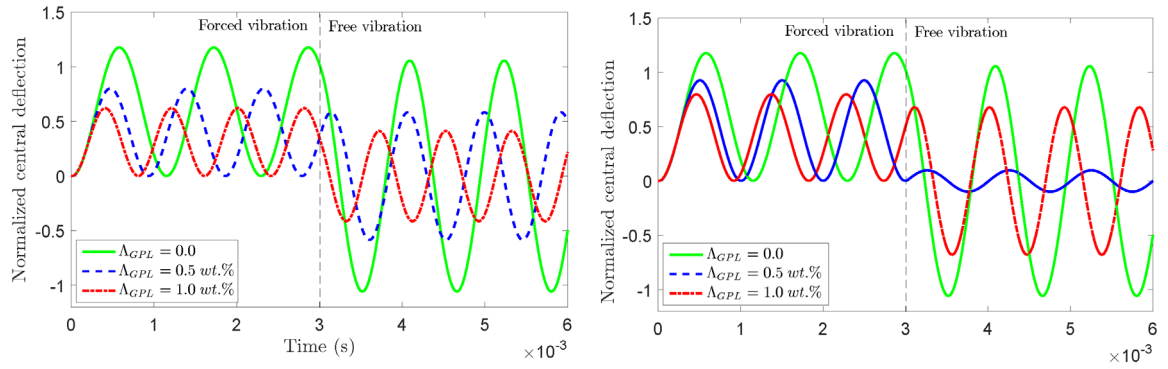 Forced vibration
Free vibration
Normalized central deflection
1.5
1
0.5
0
-0.5
-1
Λ_GPL = 0.0
Λ_GPL = 0.5 wt.%
Λ_GPL = 1.0 wt.%
0 1 2 3 4 5 6
Time (s)
×10⁻³
Forced vibration
Free vibration
Normalized central deflection
1.5
1
0.5
0
-0.5
-1
Λ_GPL = 0.0
Λ_GPL = 0.5 wt.%
Λ_GPL = 1.0 wt.%
0 1 2 3 4 5 6
×10⁻³